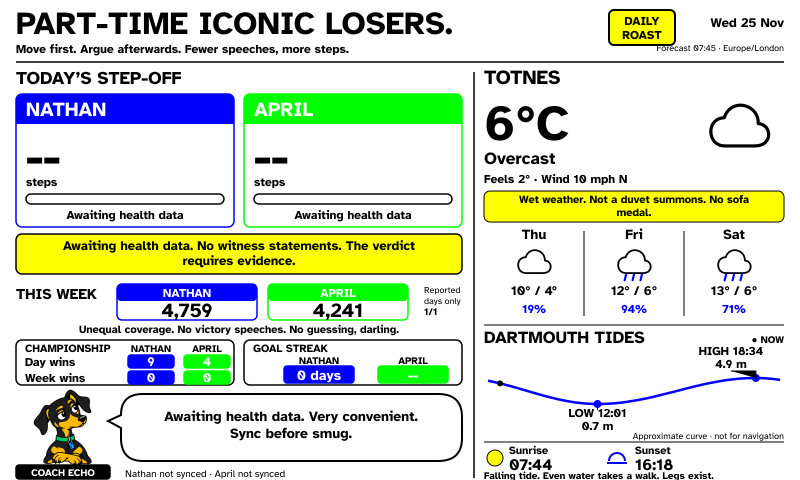 PART-TIME ICONIC LOSERS.
Move first. Argue afterwards. Fewer speeches, more steps.
DAILY
ROAST
Wed 25 Nov
Forecast 07:45 · Europe/London
TODAY'S STEP-OFF
NATHAN
--
steps
Awaiting health data
APRIL
--
steps
Awaiting health data
Awaiting health data. No witness statements. The verdict
requires evidence.
THIS WEEK
NATHAN
4,759
APRIL
4,241
Reported
days only
1/1
Unequal coverage. No victory speeches. No guessing, darling.
CHAMPIONSHIP NATHAN APRIL
Day wins 9 4
Week wins 0 0
GOAL STREAK
NATHAN APRIL
0 days —
Awaiting health data. Very convenient.
Sync before smug.
COACH ECHO
Nathan not synced · April not synced
TOTNES
6°C
Overcast
Feels 2° · Wind 10 mph N
Wet weather. Not a duvet summons. No sofa
medal.
Thu Fri Sat
10° / 4° 12° / 6° 13° / 6°
19% 94% 71%
DARTMOUTH TIDES
• NOW
HIGH 18:34
4.9 m
LOW 12:01
0.7 m
Approximate curve · not for navigation
Sunrise
07:44
Sunset
16:18
Falling tide. Even water takes a walk. Legs exist.